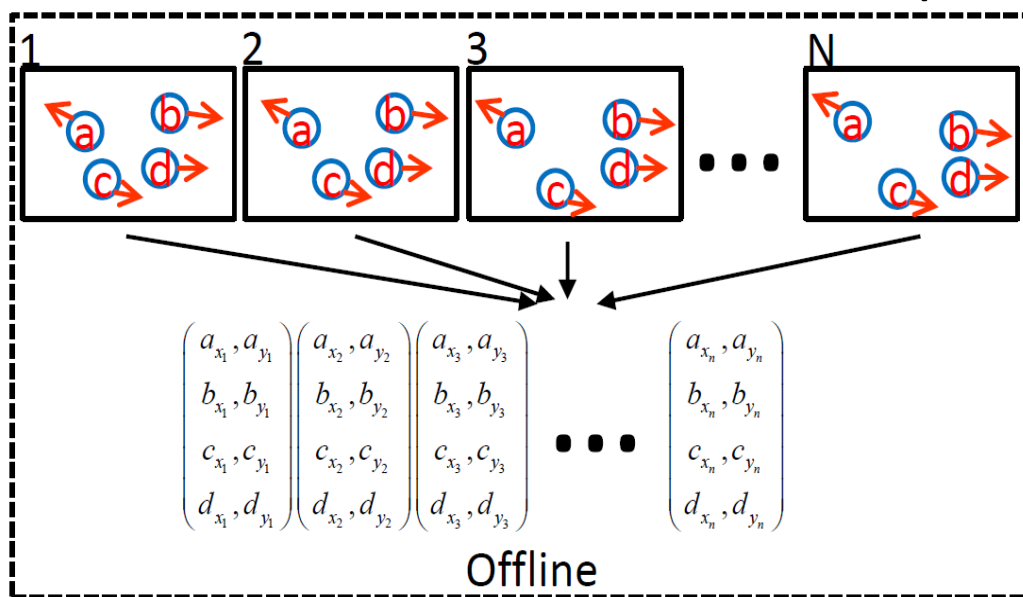 1 2 3 N
a b c d a b c d a b c d ... a b c d
(a_{x_1}, a_{y_1}) (a_{x_2}, a_{y_2}) (a_{x_3}, a_{y_3}) (a_{x_n}, a_{y_n})
(b_{x_1}, b_{y_1}) (b_{x_2}, b_{y_2}) (b_{x_3}, b_{y_3}) ... (b_{x_n}, b_{y_n})
(c_{x_1}, c_{y_1}) (c_{x_2}, c_{y_2}) (c_{x_3}, c_{y_3}) (c_{x_n}, c_{y_n})
(d_{x_1}, d_{y_1}) (d_{x_2}, d_{y_2}) (d_{x_3}, d_{y_3}) (d_{x_n}, d_{y_n})
Offline